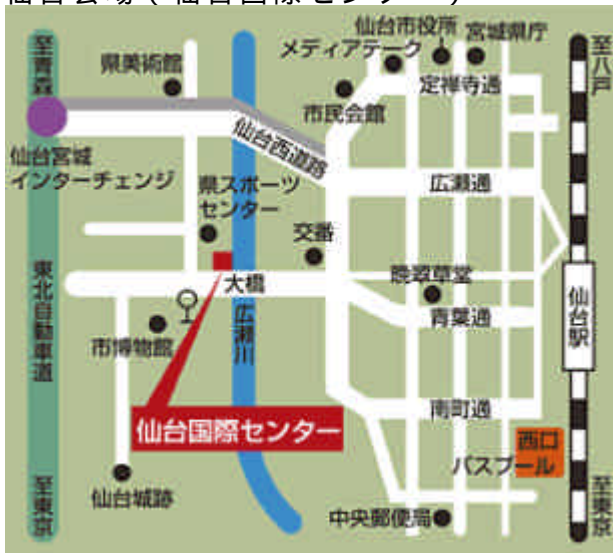 仙台会場（仙台国際センター）
至青森
県美術館
仙台市役所
メディアテーク
宮城県庁
至八戸
定禅寺通
市民会館
仙台西道路
仙台宮城
インターチェンジ
県スポーツ
センター
広瀬通
交番
晩翠草堂
大橋
東北自動車道
広瀬川
青葉通
仙台駅
市博物館
仙台国際センター
南町通
西口
バスプール
仙台城跡
中央郵便局
至東京
至東京